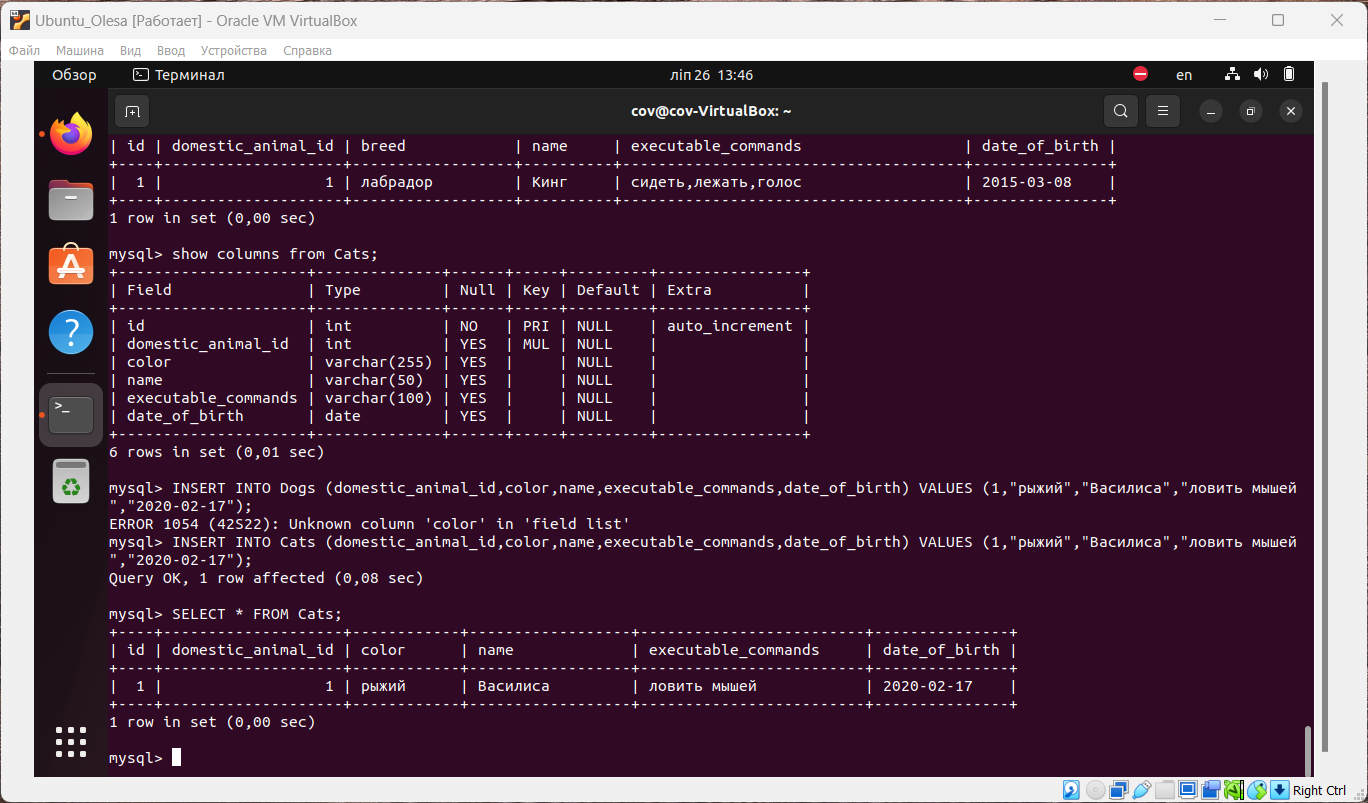 Ubuntu_Olesa [Работает] - Oracle VM VirtualBox
Файл Машина Вид Ввод Устройства Справка
Обзор Терминал ліп 26 13:46 en
cov@cov-VirtualBox: ~
| id | domestic_animal_id | breed | name | executable_commands | date_of_birth |
+----+--------------------+-----------------+----------+--------------------------------------+---------------+
| 1 | 1 | лабрадор | Кинг | сидеть,лежать,голос | 2015-03-08 |
+----+--------------------+-----------------+----------+--------------------------------------+---------------+
1 row in set (0,00 sec)
mysql> show columns from Cats;
+---------------------+--------------+------+-----+---------+----------------+
| Field | Type | Null | Key | Default | Extra |
+---------------------+--------------+------+-----+---------+----------------+
| id | int | NO | PRI | NULL | auto_increment |
| domestic_animal_id | int | YES | MUL | NULL | |
| color | varchar(255) | YES | | NULL | |
| name | varchar(50) | YES | | NULL | |
| executable_commands | varchar(100) | YES | | NULL | |
| date_of_birth | date | YES | | NULL | |
+---------------------+--------------+------+-----+---------+----------------+
6 rows in set (0,01 sec)
mysql> INSERT INTO Dogs (domestic_animal_id,color,name,executable_commands,date_of_birth) VALUES (1,"рыжий","Василиса","ловить мышей
","2020-02-17");
ERROR 1054 (42S22): Unknown column 'color' in 'field list'
mysql> INSERT INTO Cats (domestic_animal_id,color,name,executable_commands,date_of_birth) VALUES (1,"рыжий","Василиса","ловить мышей
","2020-02-17");
Query OK, 1 row affected (0,08 sec)
mysql> SELECT * FROM Cats;
+----+--------------------+------------+------------------+-------------------------+---------------+
| id | domestic_animal_id | color | name | executable_commands | date_of_birth |
+----+--------------------+------------+------------------+-------------------------+---------------+
| 1 | 1 | рыжий | Василиса | ловить мышей | 2020-02-17 |
+----+--------------------+------------+------------------+-------------------------+---------------+
1 row in set (0,00 sec)
mysql>
Right Ctrl